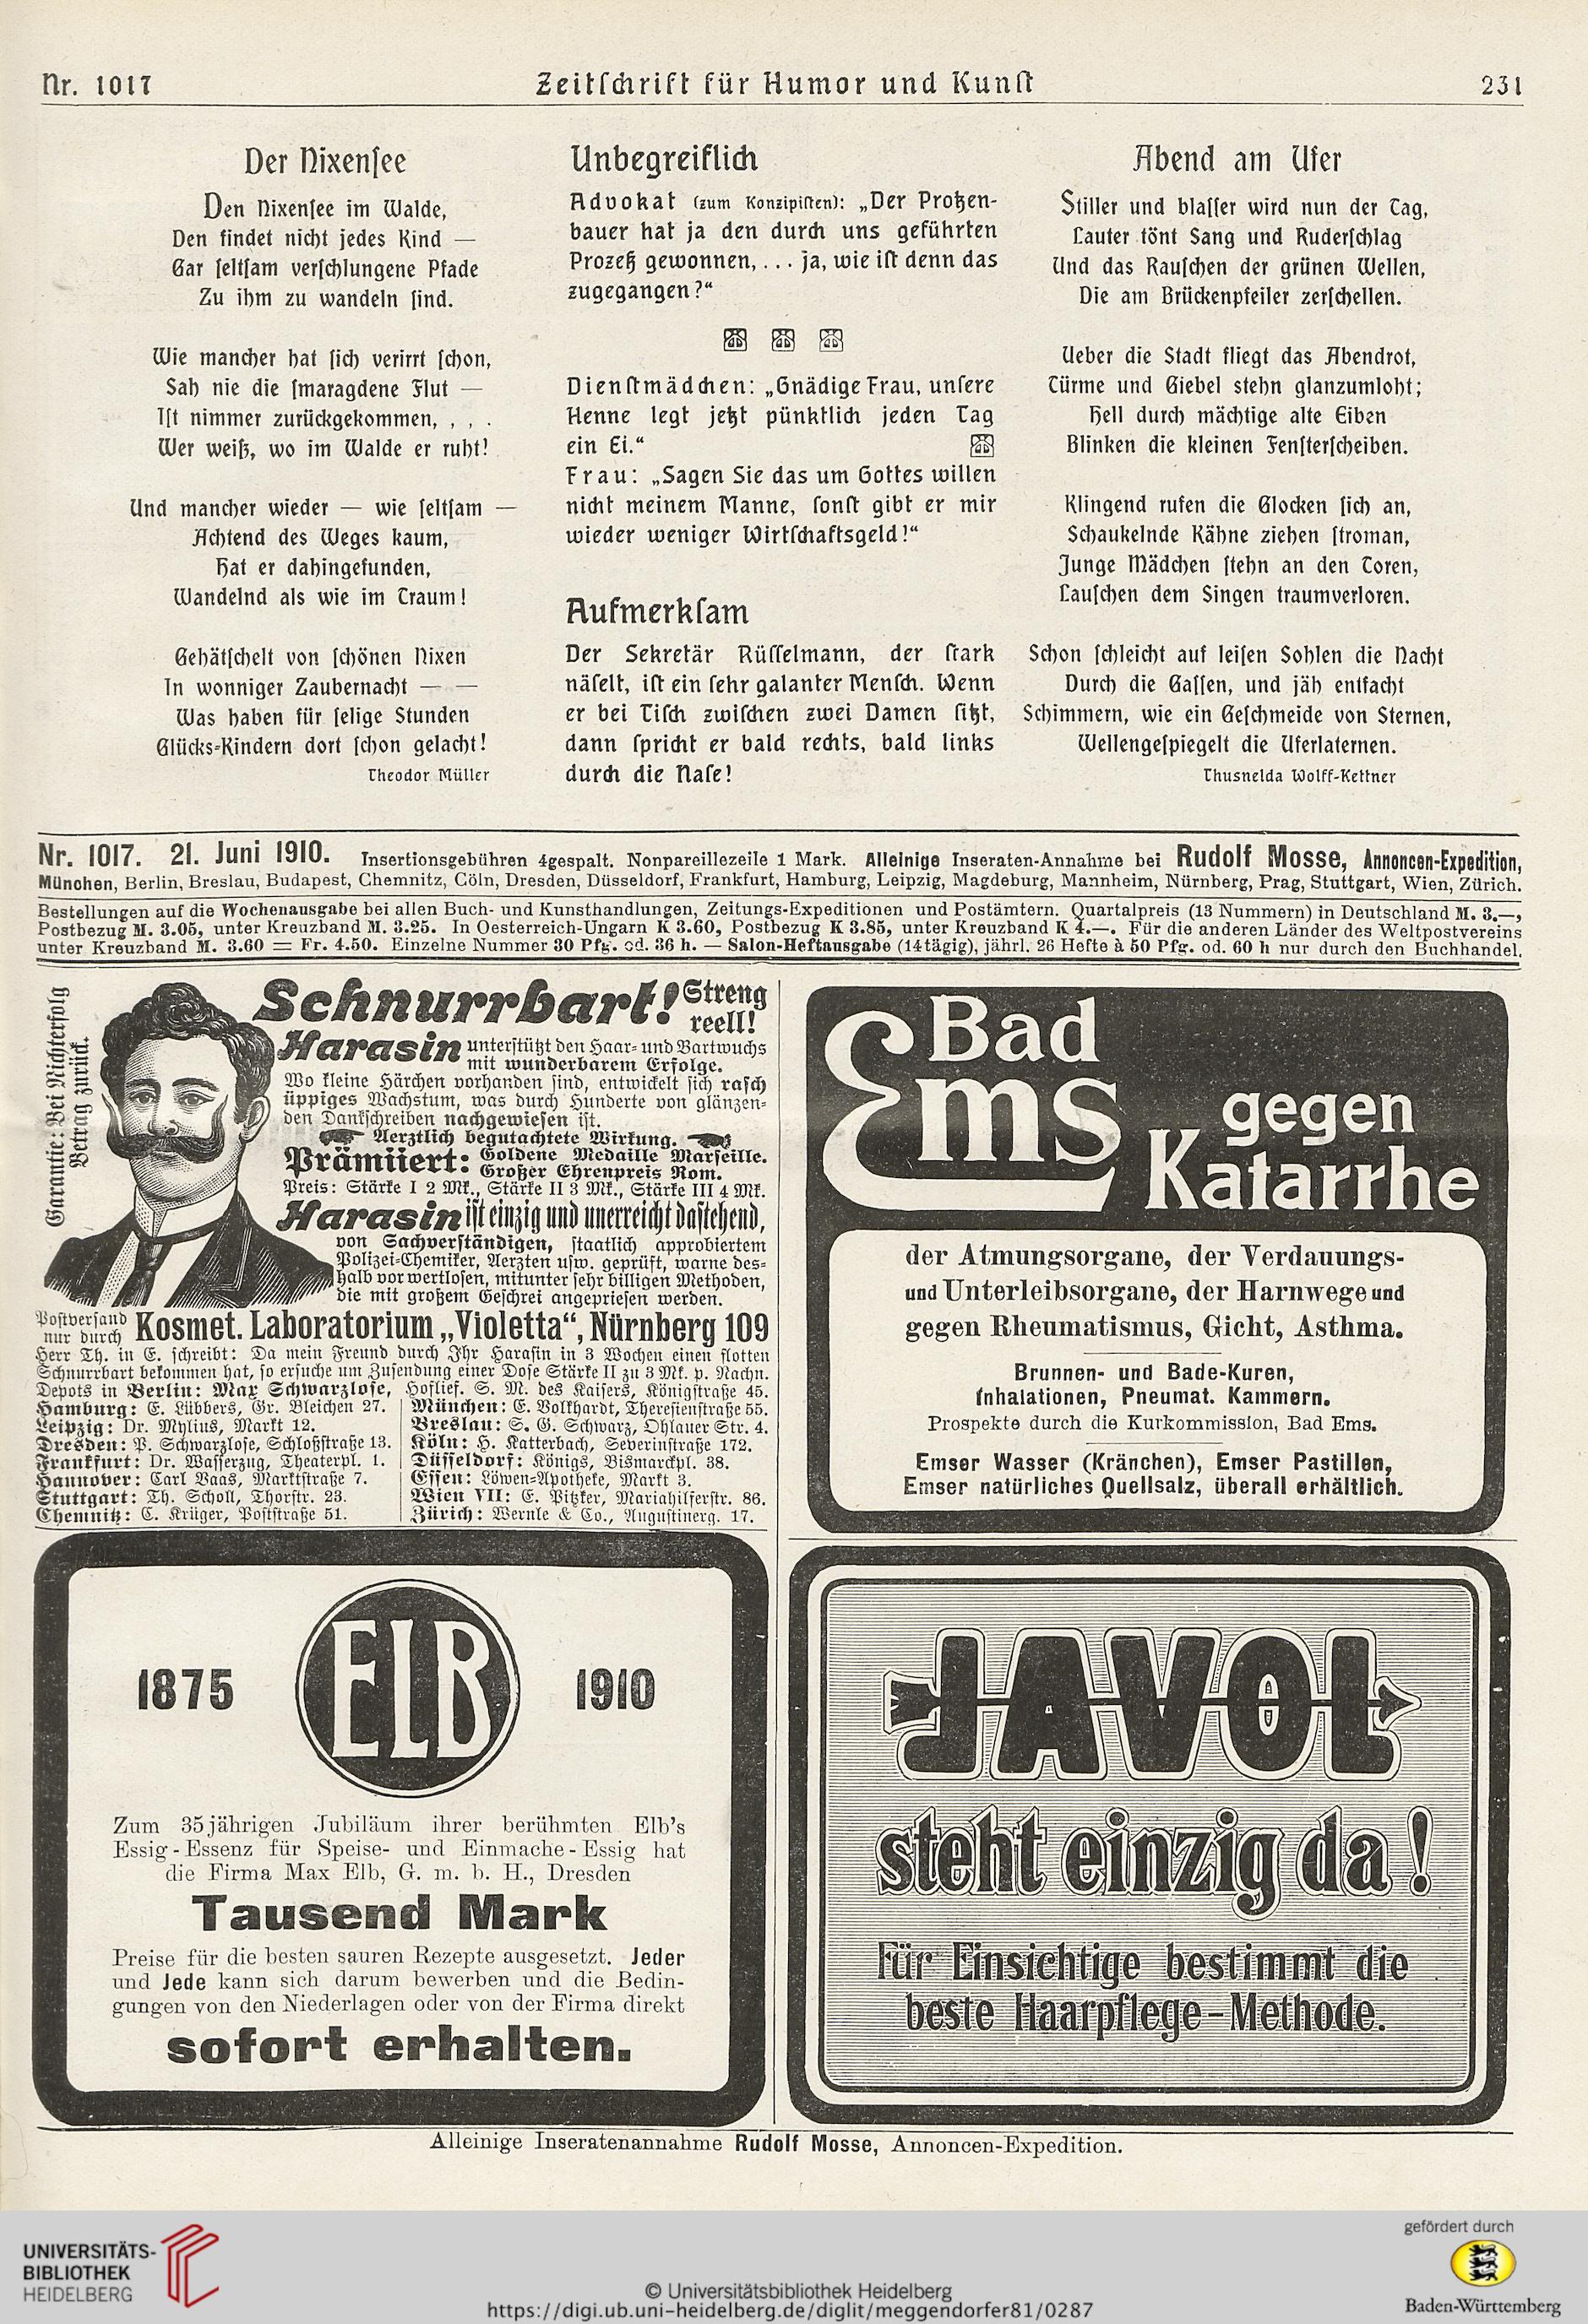 Nr. 1017
Zeitſchrift für Humor und Kunſt
231
Der Nixenſee
Den Nixenſee im Walde,
Den findet nicht jedes Kind —
Gar ſeltſam verſchlungene Pfade
Zu ihm zu wandeln ſind.
Wie mancher hat ſich verirrt ſchon,
Sah nie die ſmaragdene Flut —
Iſt nimmer zurückgekommen, , , .
Wer weiß, wo im Walde er ruht!
Und mancher wieder — wie ſeltſam —
Achtend des Weges kaum,
Hat er dahingefunden,
Wandelnd als wie im Traum!
Gehätſchelt von ſchönen Nixen
In wonniger Zaubernacht — —
Was haben für ſelige Stunden
Glücks-Kindern dort ſchon gelacht!
Theodor Müller
Unbegreiflich
Advokat (zum Konzipiſten): „Der Protzen-
bauer hat ja den durch uns geführten
Prozeß gewonnen, ... ja, wie iſt denn das
zugegangen?“
Dienſtmädchen: „Gnädige Frau, unſere
Henne legt jetzt pünktlich jeden Tag
ein Ei.“
Frau: „Sagen Sie das um Gottes willen
nicht meinem Manne, ſonſt gibt er mir
wieder weniger Wirtſchaftsgeld!“
Aufmerkſam
Der Sekretär Rüſſelmann, der ſtark
näſelt, iſt ein ſehr galanter Menſch. Wenn
er bei Tiſch zwiſchen zwei Damen ſitzt,
dann ſpricht er bald rechts, bald links
durch die Naſe!
Abend am Ufer
Stiller und blaſſer wird nun der Tag,
Lauter tönt Sang und Ruderſchlag
Und das Rauſchen der grünen Wellen,
Die am Brückenpfeiler zerſchellen.
Ueber die Stadt fliegt das Abendrot,
Türme und Giebel ſtehn glanzumloht;
Hell durch mächtige alte Eiben
Blinken die kleinen Fenſterſcheiben.
Klingend rufen die Glocken ſich an,
Schaukelnde Kähne ziehen ſtroman,
Junge Mädchen ſtehn an den Toren,
Lauſchen dem Singen traumverloren.
Schon ſchleicht auf leiſen Sohlen die Nacht
Durch die Gaſſen, und jäh entfacht
Schimmern, wie ein Geſchmeide von Sternen,
Wellengeſpiegelt die Uferlaternen.
Thusnelda Wolff-Kettner
Nr. 1017. 21. Juni 1910. Insertionsgebühren 4gespalt. Nonpareillezeile 1 Mark. Alleinige Inseraten-Annahme bei Rudolf Mosse, Annoncen-Expedition,
München, Berlin, Breslau, Budapest, Chemnitz, Cöln, Dresden, Düsseldorf, Frankfurt, Hamburg, Leipzig, Magdeburg, Mannheim, Nürnberg, Prag, Stuttgart, Wien, Zürich.
Bestellungen auf die Wochenausgabe bei allen Buch- und Kunsthandlungen, Zeitungs-Expeditionen und Postämtern. Quartalpreis (13 Nummern) in Deutschland M. 3.—,
Postbezug M. 3.05, unter Kreuzband M. 3.25. In Oesterreich-Ungarn K 3.60, Postbezug K 3.85, unter Kreuzband K 4.—. Für die anderen Länder des Weltpostvereins
unter Kreuzband M. 3.60 = Fr. 4.50. Einzelne Nummer 30 Pfg. od. 36 h. — Salon-Heftausgabe (14tägig), jährl. 26 Hefte à 50 Pfg. od. 60 h nur durch den Buchhandel.
Garantie: Bei Nichterfolg
Betrag zurück.
Schnurrbart! Streng
reell!
Harasin unterſtützt den Haar- und Bartwuchs
mit wunderbarem Erfolge.
Wo kleine Härchen vorhanden ſind, entwickelt ſich raſch
üppiges Wachstum, was durch Hunderte von glänzen-
den Dankſchreiben nachgewieſen iſt.
Aerztlich begutachtete Wirkung.
Prämiiert: Goldene Medaille Marſeille.
Großer Ehrenpreis Rom.
Preis: Stärke I 2 Mk., Stärke II 3 Mk., Stärke III 4 Mk.
Harasin iſt einzig und unerreicht daſtehend,
von Sachverſtändigen, ſtaatlich approbiertem
Polizei-Chemiker, Aerzten uſw. geprüft, warne des-
halb vor wertloſen, mitunter ſehr billigen Methoden,
die mit großem Geſchrei angeprieſen werden.
Poſtverſand
nur durch Kosmet. Laboratorium „Violetta“, Nürnberg 109
Herr Th. in E. ſchreibt: Da mein Freund durch Ihr Haraſin in 3 Wochen einen flotten
Schnurrbart bekommen hat, ſo erſuche um Zuſendung einer Doſe Stärke II zu 3 Mk. p. Nachn.
Depots in Berlin: Max Schwarzloſe, Hoflief. S. M. des Kaiſers, Königſtraße 45.
Hamburg: E. Lübbers, Gr. Bleichen 27.
Leipzig: Dr. Mylius, Markt 12.
Dresden: P. Schwarzloſe, Schloßſtraße 13.
Frankfurt: Dr. Waſſerzug, Theaterpl. 1.
Hannover: Carl Baas, Marktſtraße 7.
Stuttgart: Th. Scholl, Thorſtr. 23.
Chemnitz: C. Krüger, Poſtſtraße 51.
München: E. Volkhardt, Thereſienſtraße 55.
Breslau: S. G. Schwarz, Ohlauer Str. 4.
Köln: H. Katterbach, Severinſtraße 172.
Düſſeldorf: Königs, Bismarckpl. 38.
Eſſen: Löwen-Apotheke, Markt 3.
Wien VII: E. Pitzker, Mariahilferſtr. 86.
Zürich: Wernle & Co., Auguſtinerg. 17.
Bad
Ems
gegen
Katarrhe
der Atmungsorgane, der Verdauungs-
und Unterleibsorgane, der Harnwege und
gegen Rheumatismus, Gicht, Asthma.
Brunnen- und Bade-Kuren,
Inhalationen, Pneumat. Kammern.
Prospekte durch die Kurkommission, Bad Ems.
Emser Wasser (Kränchen), Emser Pastillen,
Emser natürliches Quellsalz, überall erhältlich.
1875 ELB 1910
Zum 35jährigen Jubiläum ihrer berühmten Elb's
Essig-Essenz für Speise- und Einmache-Essig hat
die Firma Max Elb, G. m. b. H., Dresden
Tausend Mark
Preise für die besten sauren Rezepte ausgesetzt. Jeder
und Jede kann sich darum bewerben und die Bedin-
gungen von den Niederlagen oder von der Firma direkt
sofort erhalten.
JAVOL
steht einzig da!
Für Einsichtige bestimmt die
beste Haarpflege-Methode.
Alleinige Inseratenannahme Rudolf Mosse, Annoncen-Expedition.
UNIVERSITÄTS-
BIBLIOTHEK
HEIDELBERG
© Universitätsbibliothek Heidelberg
https://digi.ub.uni-heidelberg.de/diglit/meggendorfer81/0287
gefördert durch
Baden-Württemberg